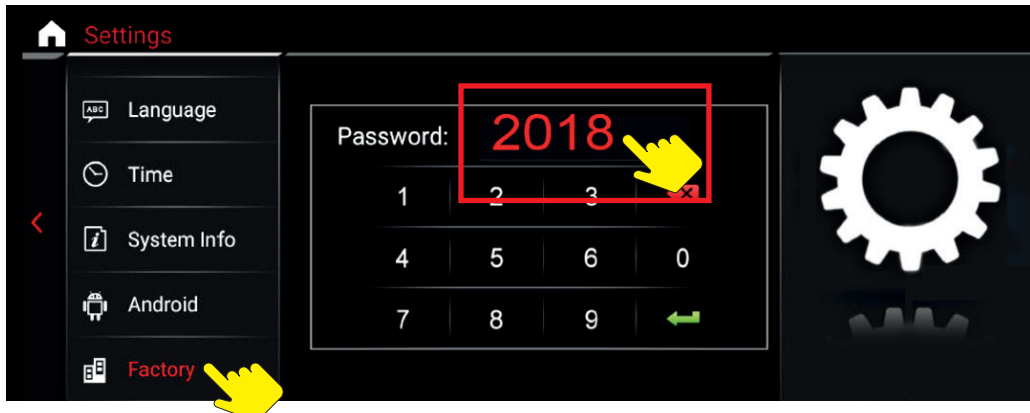 Settings
ABC Language
Time
i System Info
Android
Factory
Password: 2018
1 2 3
4 5 6 0
7 8 9